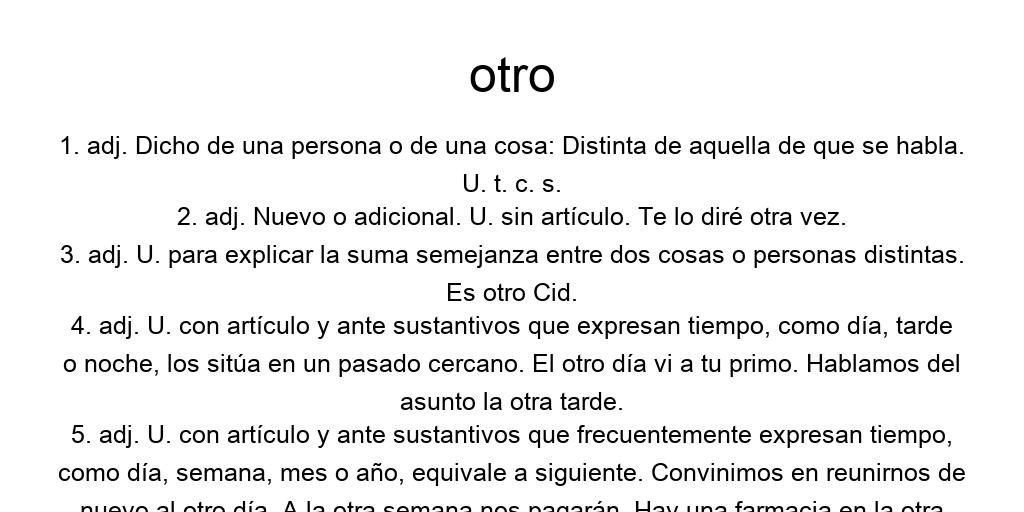 otro
1. adj. Dicho de una persona o de una cosa: Distinta de aquella de que se habla.
U. t. c. s.
2. adj. Nuevo o adicional. U. sin artículo. Te lo diré otra vez.
3. adj. U. para explicar la suma semejanza entre dos cosas o personas distintas.
Es otro Cid.
4. adj. U. con artículo y ante sustantivos que expresan tiempo, como día, tarde
o noche, los sitúa en un pasado cercano. El otro día vi a tu primo. Hablamos del
asunto la otra tarde.
5. adj. U. con artículo y ante sustantivos que frecuentemente expresan tiempo,
como día, semana, mes o año, equivale a siguiente. Convinimos en reunirnos de
nuevo al otro día. A la otra semana nos pagarán. Hay una farmacia en la otra